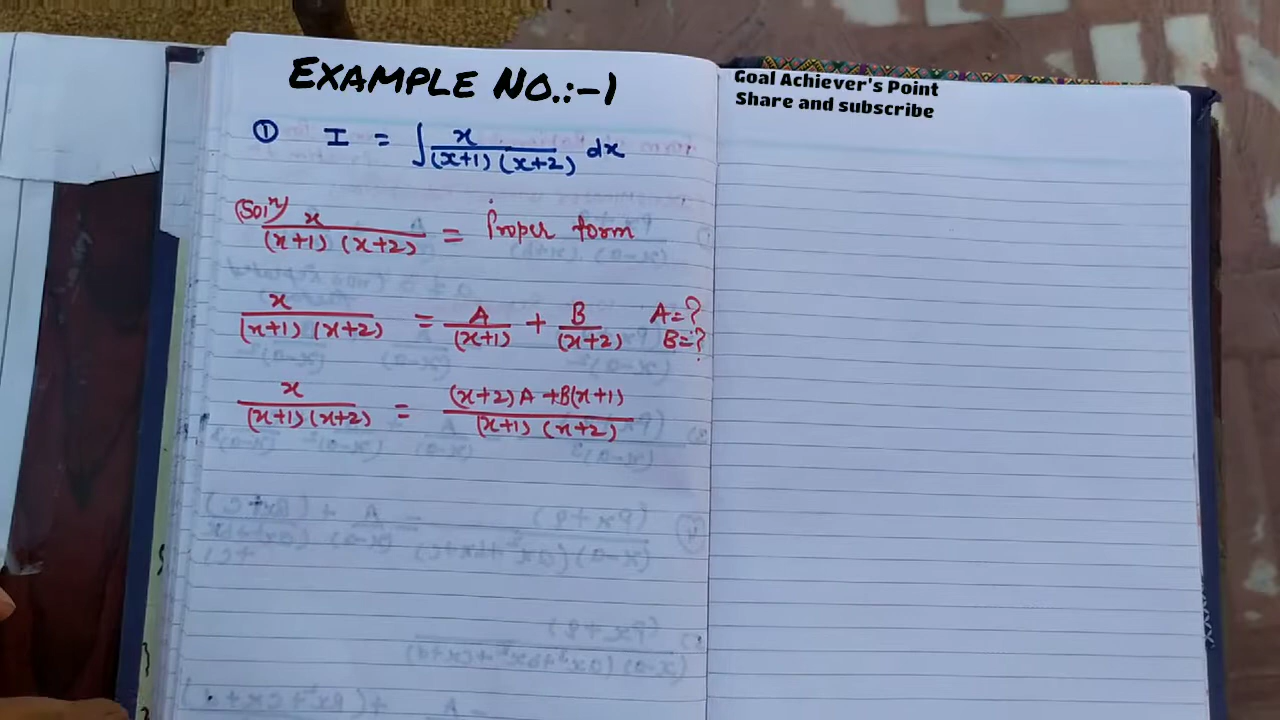 EXAMPLE NO.:-1
Goal Achiever's Point
Share and subscribe
① I = ∫ x / (x+1) (x+2) dx
(Solⁿ) x / (x+1) (x+2) = Proper form
x / (x+1) (x+2) = A / (x+1) + B / (x+2) A=?
B=?
x / (x+1) (x+2) = (x+2)A + B(x+1) / (x+1) (x+2)